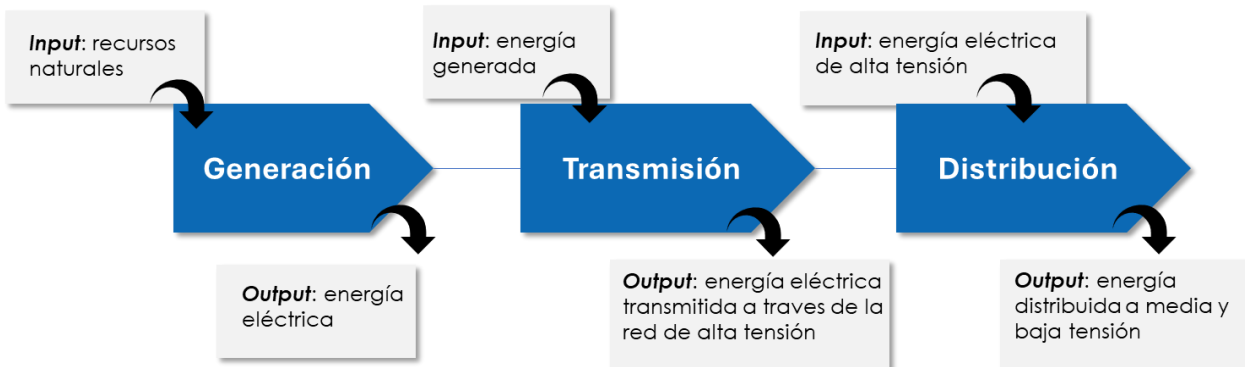 Input: recursos
naturales
Input: energía
generada
Input: energía eléctrica
de alta tensión
Generación
Transmisión
Distribución
Output: energía
eléctrica
Output: energía eléctrica
transmitida a traves de la
red de alta tensión
Output: energía
distribuida a media y
baja tensión